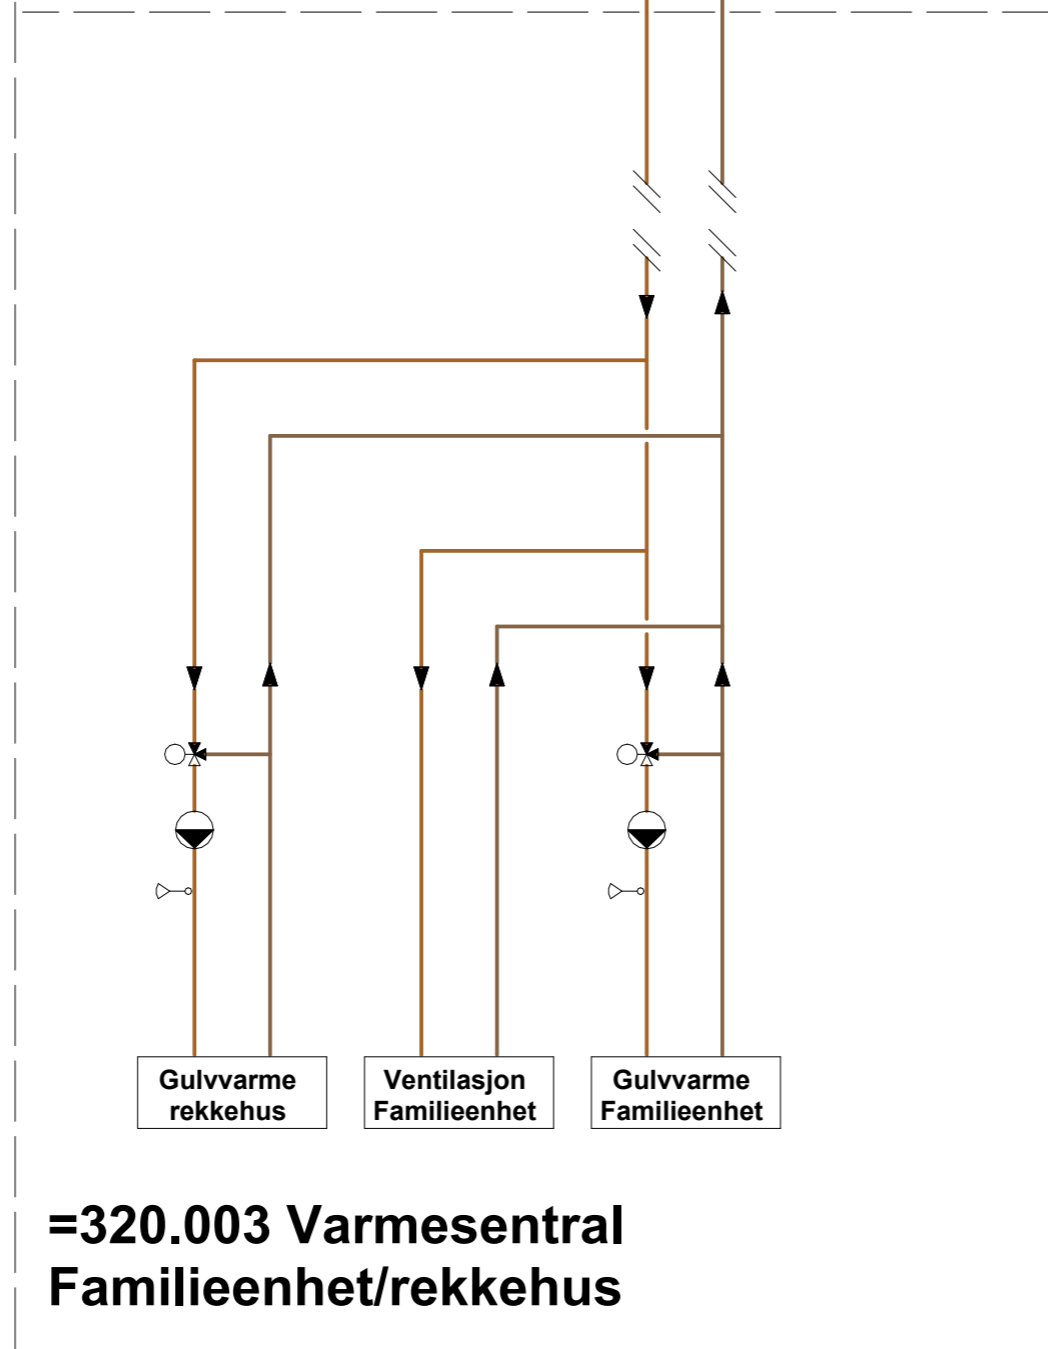 Gulvvarme
rekkehus
Ventilasjon
Familieenhet
Gulvvarme
Familieenhet
=320.003 Varmesentral
Familieenhet/rekkehus